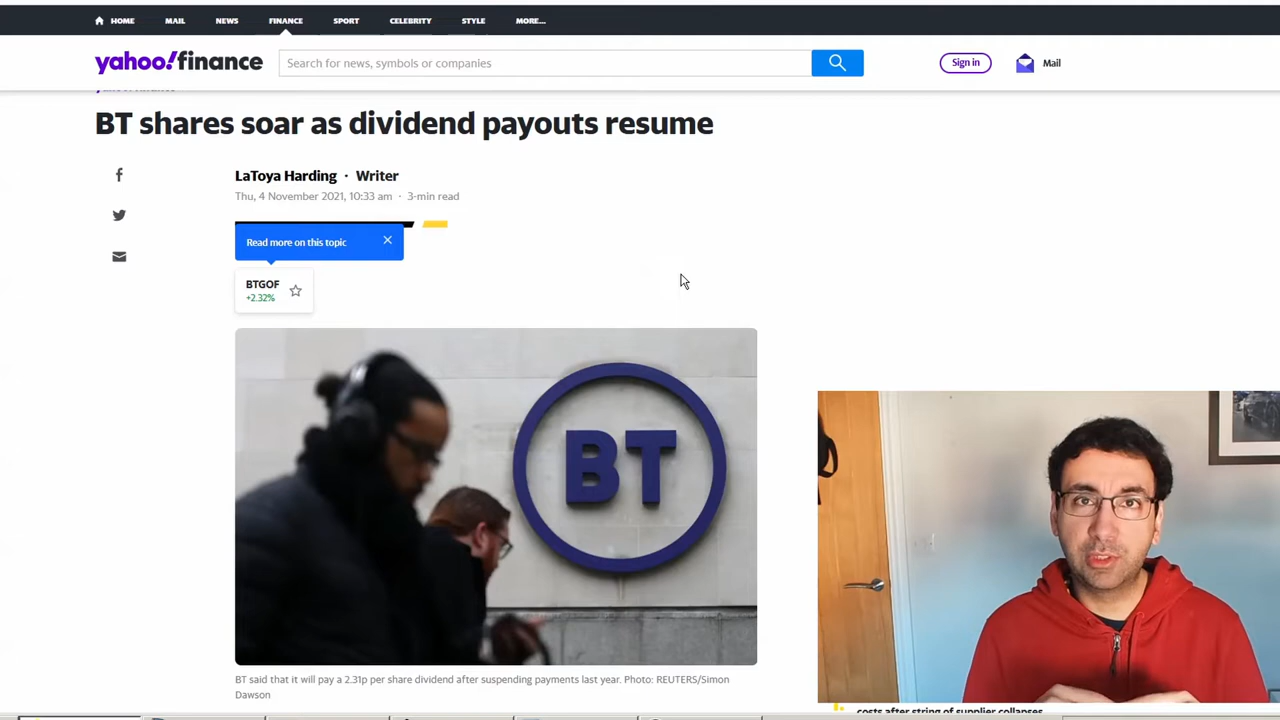 HOME MAIL NEWS FINANCE SPORT CELEBRITY STYLE MORE...
yahoo!finance
Search for news, symbols or companies
Sign in
Mail
BT shares soar as dividend payouts resume
LaToya Harding · Writer
Thu, 4 November 2021, 10:33 am · 3-min read
Read more on this topic
BTGOF
+2.32%
BT
BT said that it will pay a 2.31p per share dividend after suspending payments last year. Photo: REUTERS/Simon
Dawson
costs after string of supplier collapses